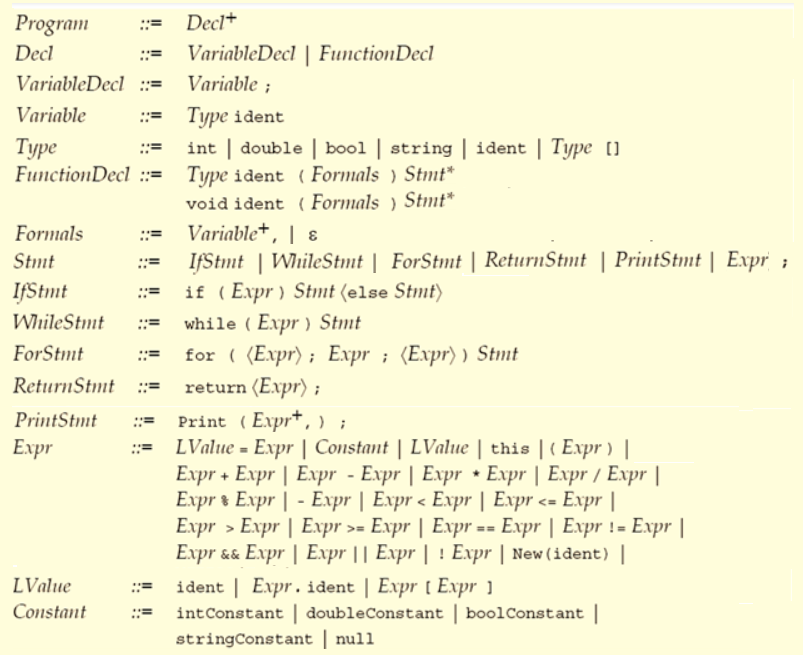 Program ::= Decl+
Decl ::= VariableDecl | FunctionDecl
VariableDecl ::= Variable ;
Variable ::= Type ident
Type ::= int | double | bool | string | ident | Type []
FunctionDecl ::= Type ident ( Formals ) Stmt*
void ident ( Formals ) Stmt*
Formals ::= Variable+, | ε
Stmt ::= IfStmt | WhileStmt | ForStmt | ReturnStmt | PrintStmt | Expr ;
IfStmt ::= if ( Expr ) Stmt ⟨else Stmt⟩
WhileStmt ::= while ( Expr ) Stmt
ForStmt ::= for ( ⟨Expr⟩ ; Expr ; ⟨Expr⟩ ) Stmt
ReturnStmt ::= return ⟨Expr⟩ ;
PrintStmt ::= Print ( Expr+, ) ;
Expr ::= LValue = Expr | Constant | LValue | this | ( Expr ) |
Expr + Expr | Expr - Expr | Expr * Expr | Expr / Expr |
Expr % Expr | - Expr | Expr < Expr | Expr <= Expr |
Expr > Expr | Expr >= Expr | Expr == Expr | Expr != Expr |
Expr && Expr | Expr || Expr | ! Expr | New(ident) |
LValue ::= ident | Expr . ident | Expr [ Expr ]
Constant ::= intConstant | doubleConstant | boolConstant |
stringConstant | null